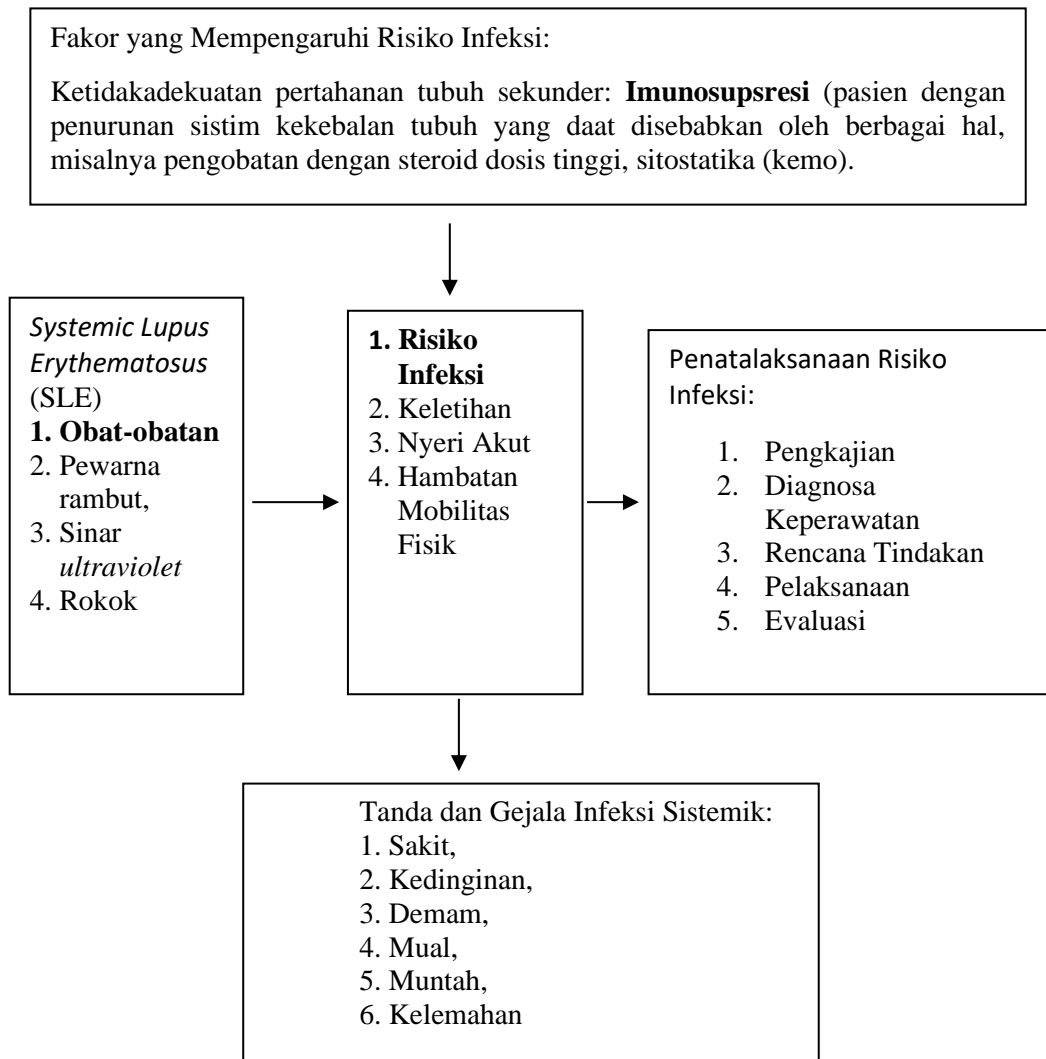 Fakor yang Mempengaruhi Risiko Infeksi:
Ketidakadekuatan pertahanan tubuh sekunder: Imunosupsresi (pasien dengan
penurunan sistim kekebalan tubuh yang daat disebabkan oleh berbagai hal,
misalnya pengobatan dengan steroid dosis tinggi, sitostatika (kemo).
Systemic Lupus
Erythematosus
(SLE)
1. Obat-obatan
2. Pewarna
rambut,
3. Sinar
ultraviolet
4. Rokok
1. Risiko
Infeksi
2. Keletihan
3. Nyeri Akut
4. Hambatan
Mobilitas
Fisik
Penatalaksanaan Risiko
Infeksi:
1. Pengkajian
2. Diagnosa
Keperawatan
3. Rencana Tindakan
4. Pelaksanaan
5. Evaluasi
Tanda dan Gejala Infeksi Sistemik:
1. Sakit,
2. Kedinginan,
3. Demam,
4. Mual,
5. Muntah,
6. Kelemahan